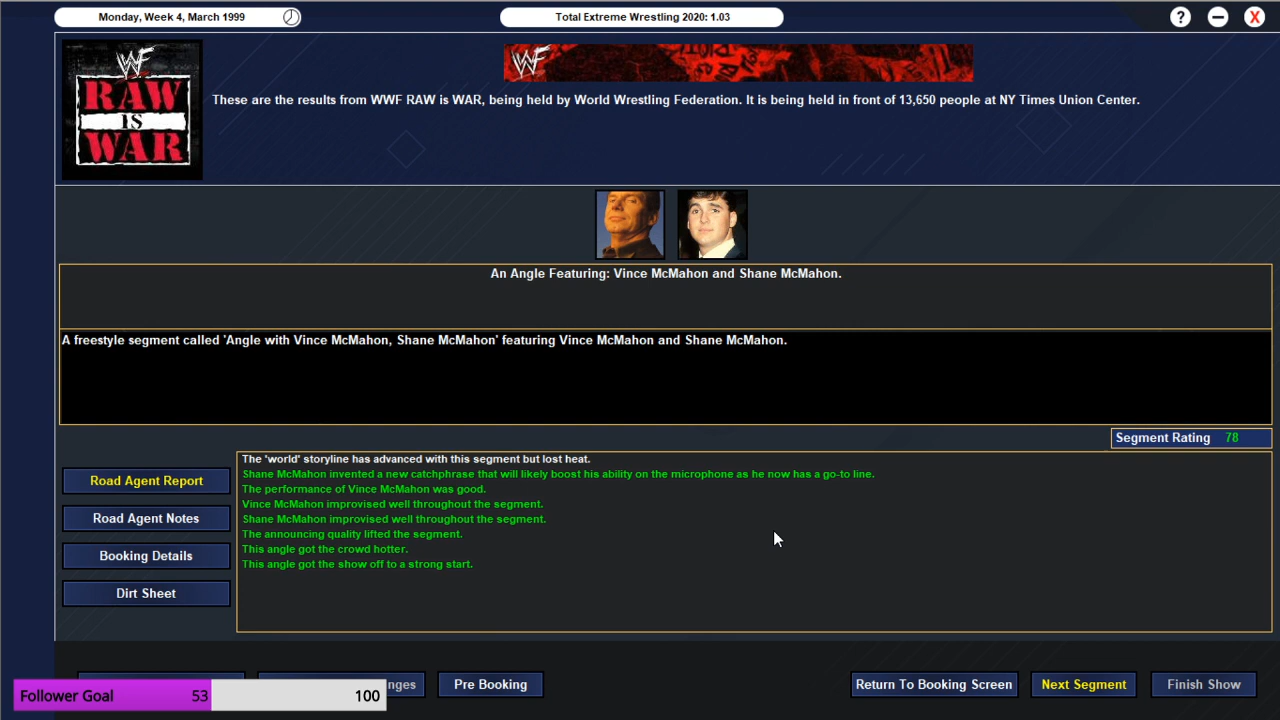 Monday, Week 4, March 1999
Total Extreme Wrestling 2020: 1.03
?
X
WF
RAW
IS
WAR
WF
These are the results from WWF RAW is WAR, being held by World Wrestling Federation. It is being held in front of 13,650 people at NY Times Union Center.
An Angle Featuring: Vince McMahon and Shane McMahon.
A freestyle segment called 'Angle with Vince McMahon, Shane McMahon' featuring Vince McMahon and Shane McMahon.
Segment Rating 78
Road Agent Report
Road Agent Notes
Booking Details
Dirt Sheet
The 'world' storyline has advanced with this segment but lost heat.
Shane McMahon invented a new catchphrase that will likely boost his ability on the microphone as he now has a go-to line.
The performance of Vince McMahon was good.
Vince McMahon improvised well throughout the segment.
Shane McMahon improvised well throughout the segment.
The announcing quality lifted the segment.
This angle got the crowd hotter.
This angle got the show off to a strong start.
Follower Goal 53 100
nges
Pre Booking
Return To Booking Screen
Next Segment
Finish Show